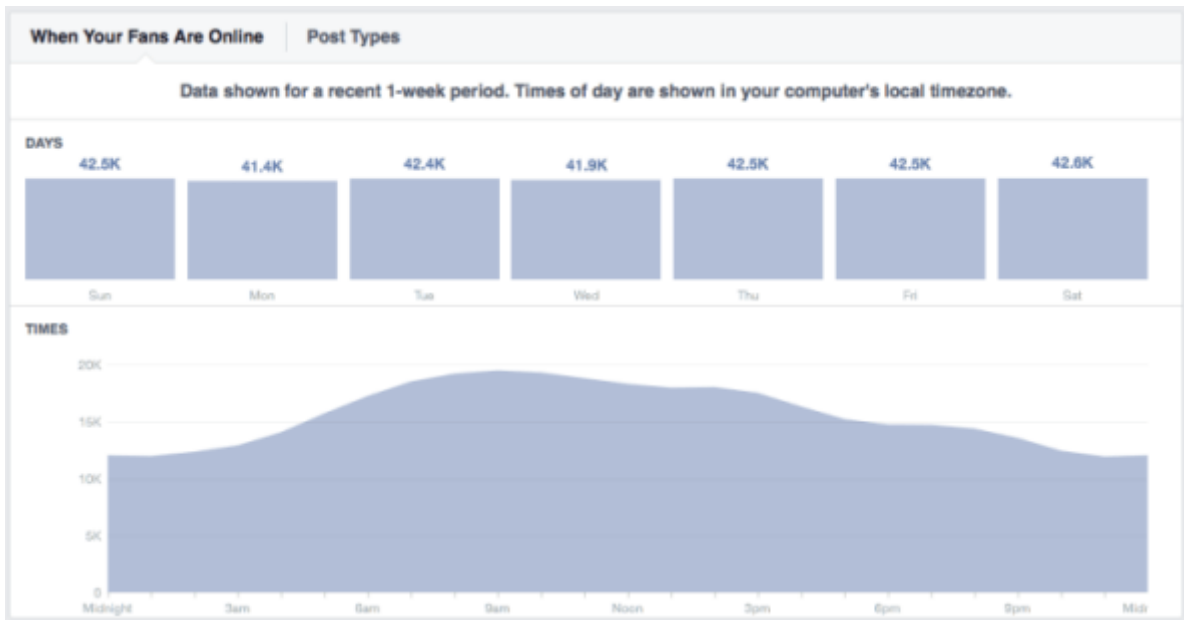 When Your Fans Are Online Post Types
Data shown for a recent 1-week period. Times of day are shown in your computer's local timezone.
DAYS
42.5K 41.4K 42.4K 41.9K 42.5K 42.5K 42.6K
Sun Mon Tue Wed Thu Fri Sat
TIMES
20K
15K
10K
5K
0
Midnight 3am 6am 9am Noon 3pm 6pm 9pm Midn